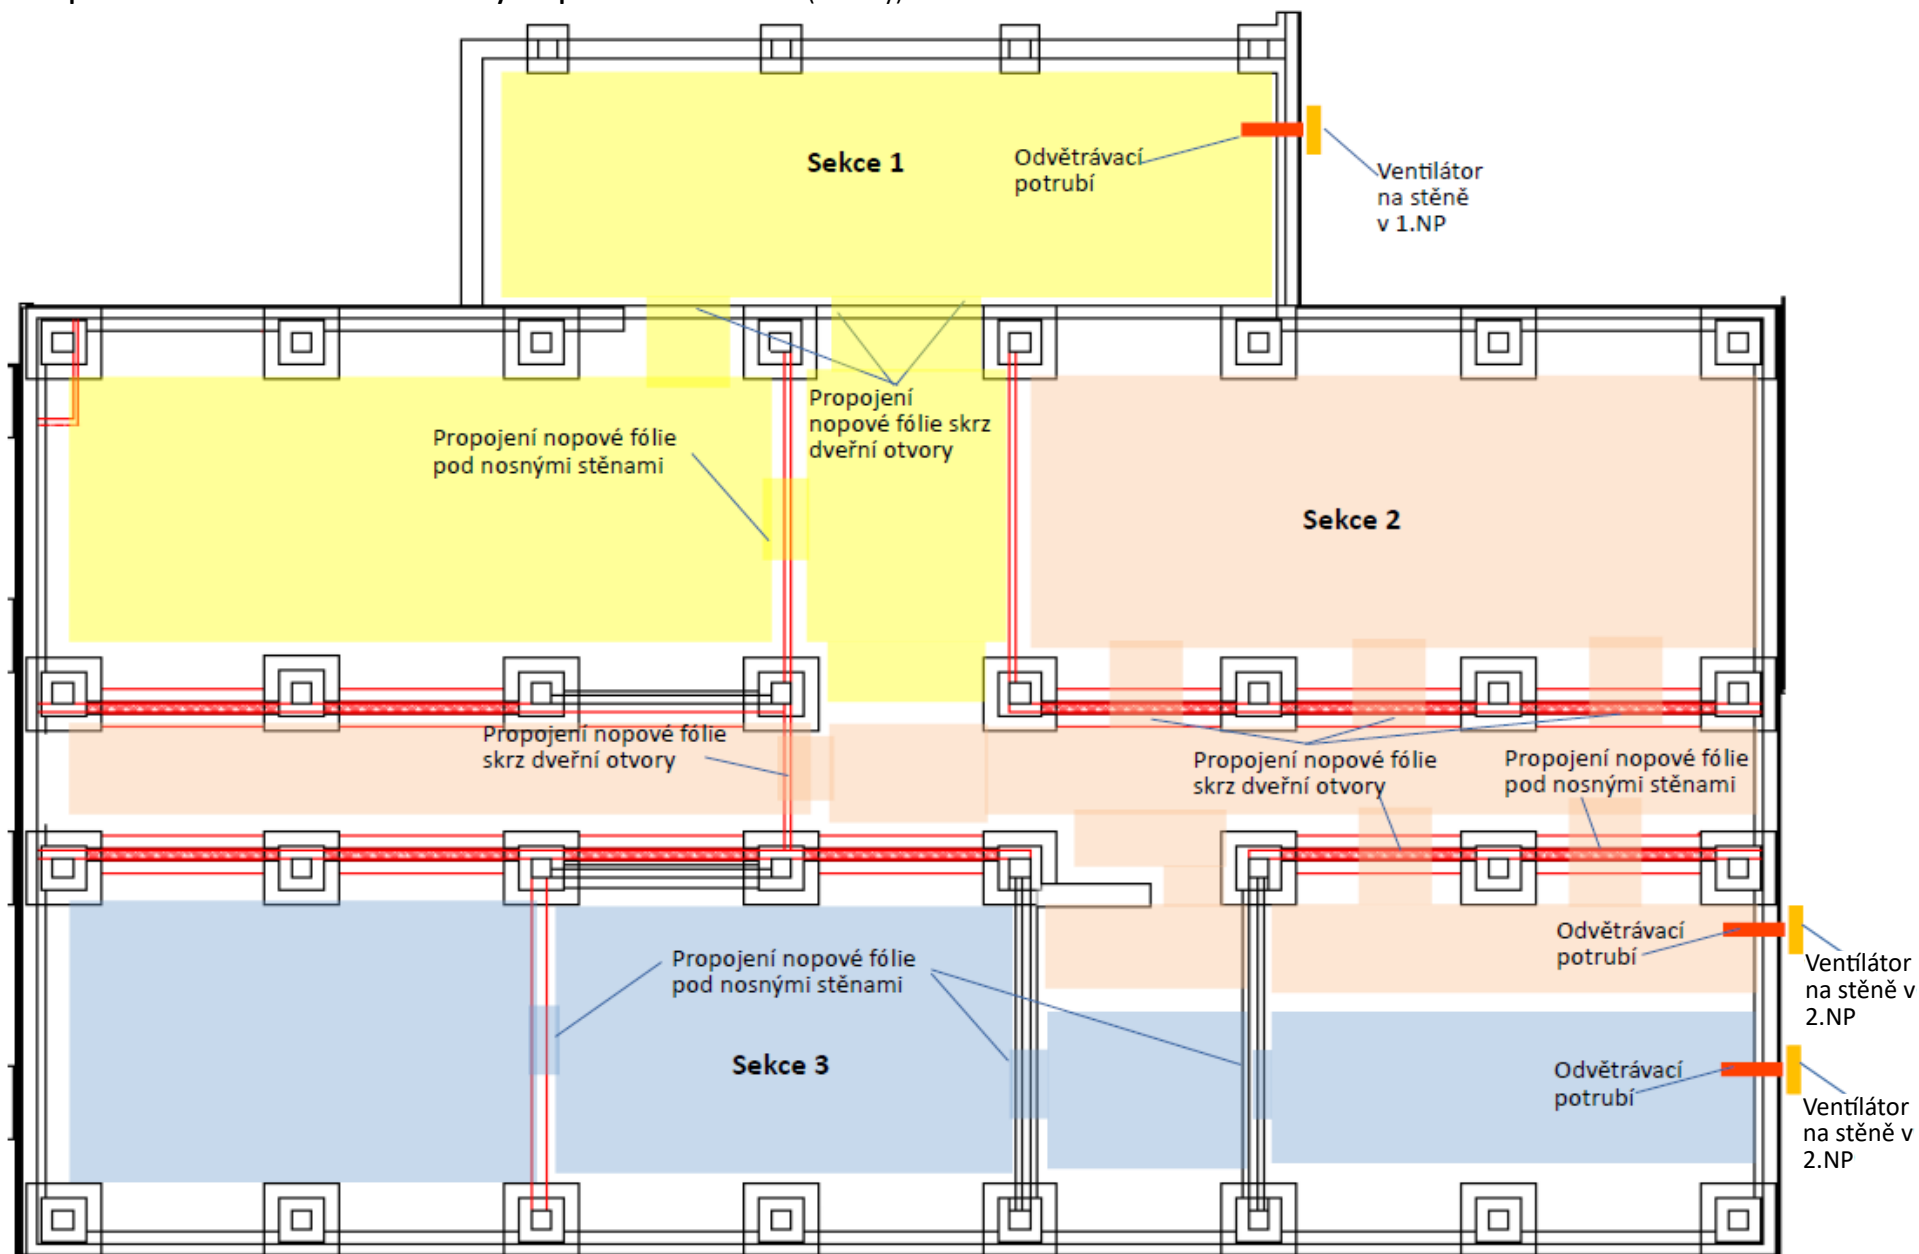 Sekce 1
Odvětrávací
potrubí
Ventilátor
na stěně
v 1.NP
Propojení
nopové fólie skrz
dveřní otvory
Propojení nopové fólie
pod nosnými stěnami
Sekce 2
Propojení nopové fólie
skrz dveřní otvory
Propojení nopové fólie
skrz dveřní otvory
Propojení nopové fólie
pod nosnými stěnami
Propojení nopové fólie
pod nosnými stěnami
Odvětrávací
potrubí
Ventilátor
na stěně v
2.NP
Sekce 3
Odvětrávací
potrubí
Ventilátor
na stěně v
2.NP